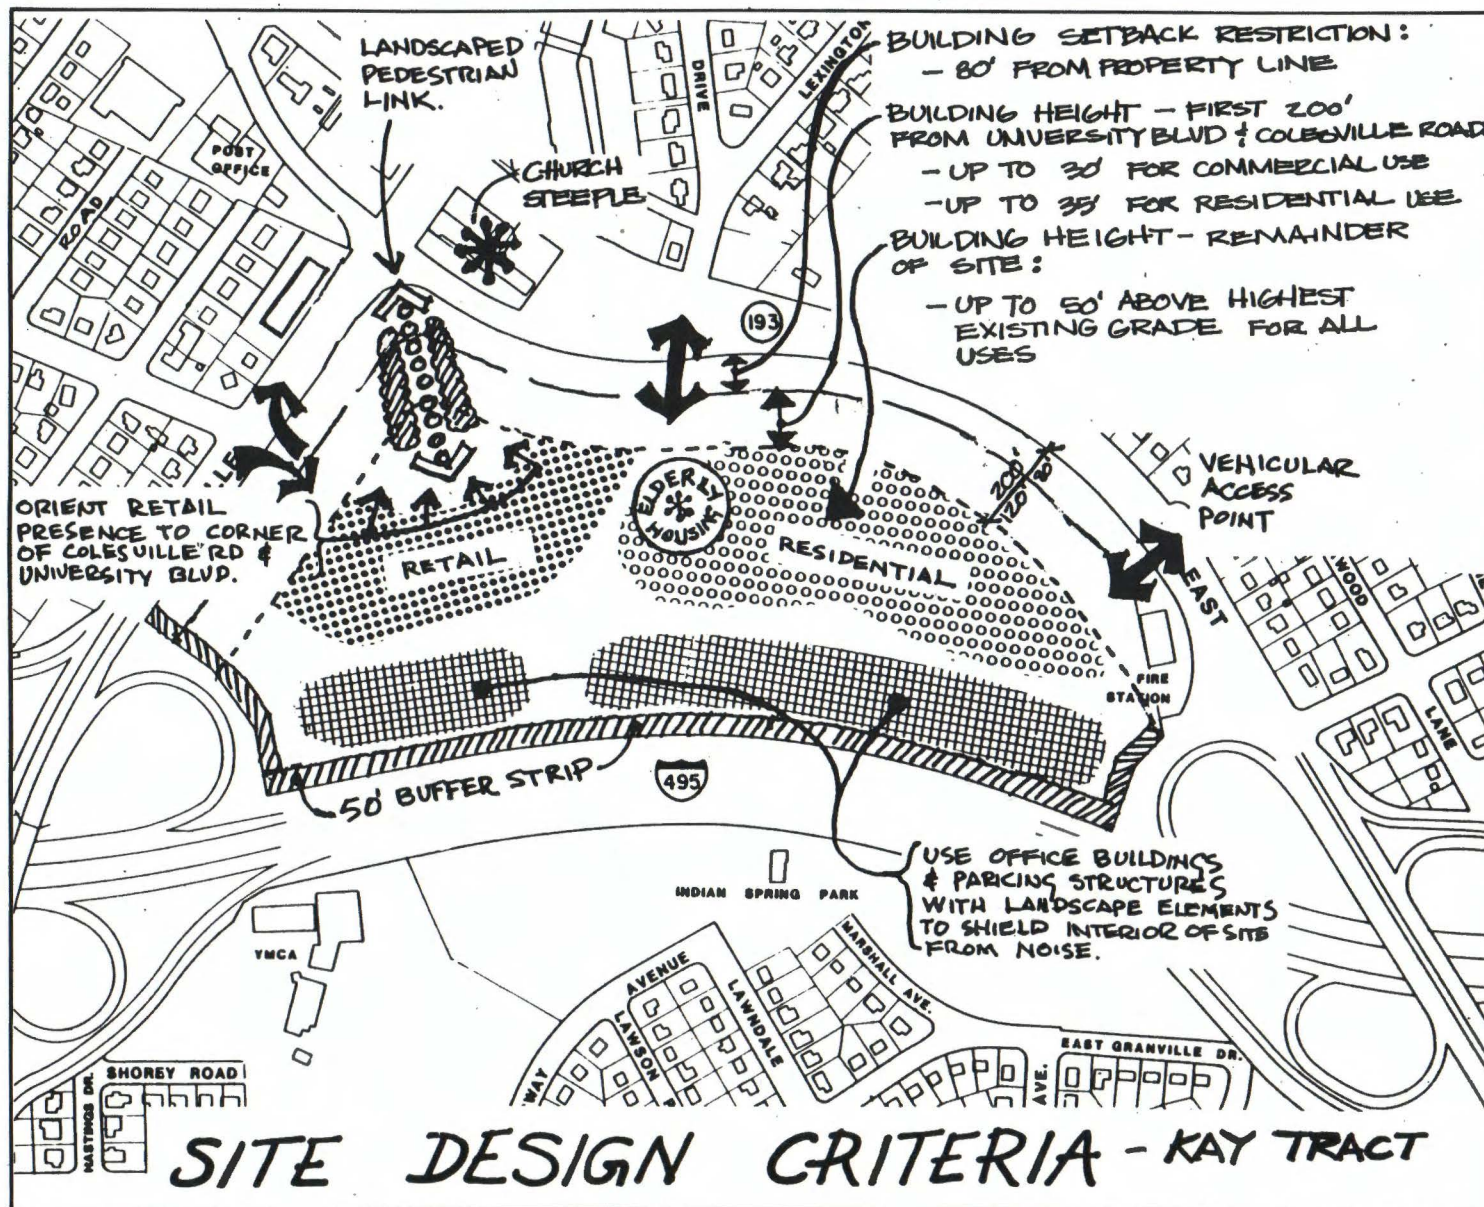 LANDSCAPED
PEDESTRIAN
LINK.
BUILDING SETBACK RESTRICTION:
- 80' FROM PROPERTY LINE
BUILDING HEIGHT - FIRST 200'
FROM UNIVERSITY BLVD & COLESVILLE ROAD
- UP TO 30' FOR COMMERCIAL USE
- UP TO 35' FOR RESIDENTIAL USE
BUILDING HEIGHT - REMAINDER
OF SITE:
- UP TO 50' ABOVE HIGHEST
EXISTING GRADE FOR ALL
USES
DRIVE
LEXINGTON
POST
OFFICE
ROAD
CHURCH
STEEPLE
193
ORIENT RETAIL
PRESENCE TO CORNER
OF COLESVILLE RD &
UNIVERSITY BLVD.
RETAIL
ELDERLY
HOUSING
RESIDENTIAL
200'
80'
120'
VEHICULAR
ACCESS
POINT
EAST
WOOD
LANE
FIRE
STATION
50' BUFFER STRIP
495
USE OFFICE BUILDINGS
& PARKING STRUCTURES
WITH LANDSCAPE ELEMENTS
TO SHIELD INTERIOR OF SITE
FROM NOISE.
INDIAN SPRING PARK
YMCA
AVENUE
LAWSON
LAWNDALE
MARSHALL AVE.
WAY
AVE.
EAST GRANVILLE DR.
SHOREY ROAD
HASTINGS DR.
SITE DESIGN CRITERIA - KAY TRACT